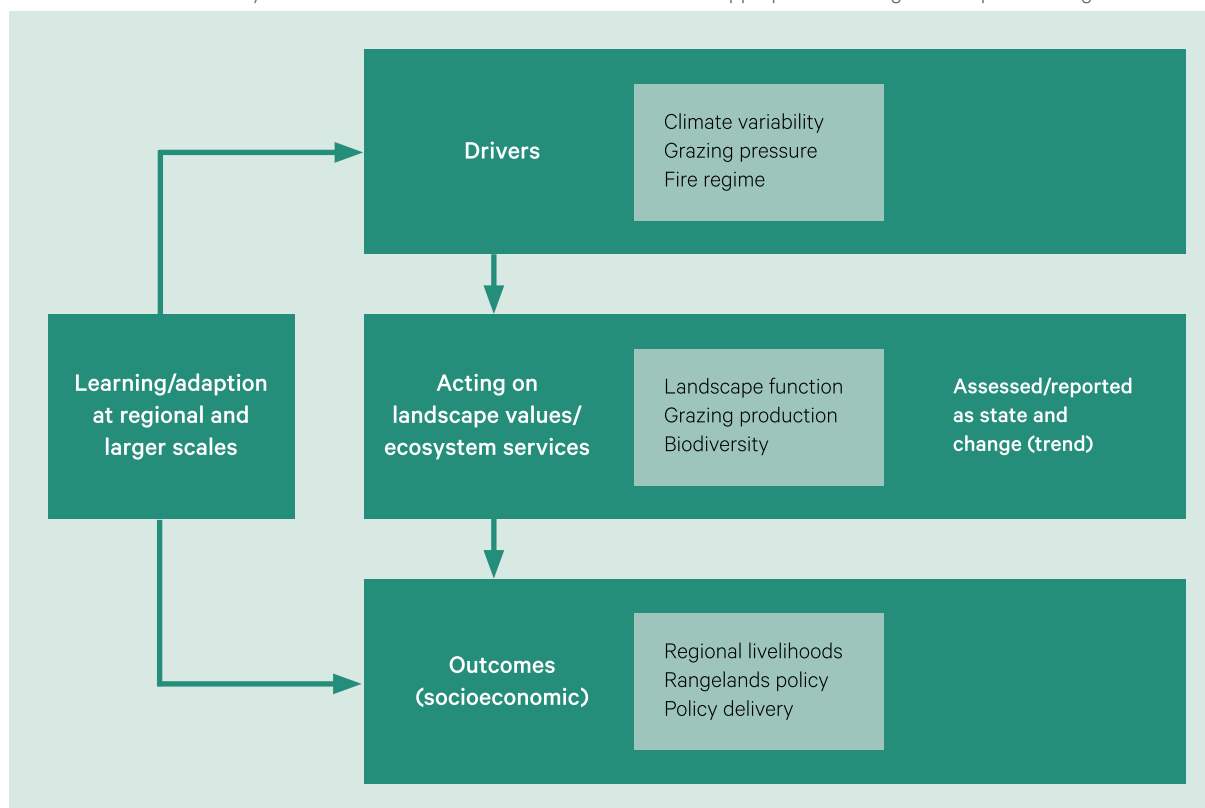 Drivers
Climate variability
Grazing pressure
Fire regime
Learning/adaption
at regional and
larger scales
Acting on
landscape values/
ecosystem services
Landscape function
Grazing production
Biodiversity
Assessed/reported
as state and
change (trend)
Outcomes
(socioeconomic)
Regional livelihoods
Rangelands policy
Policy delivery